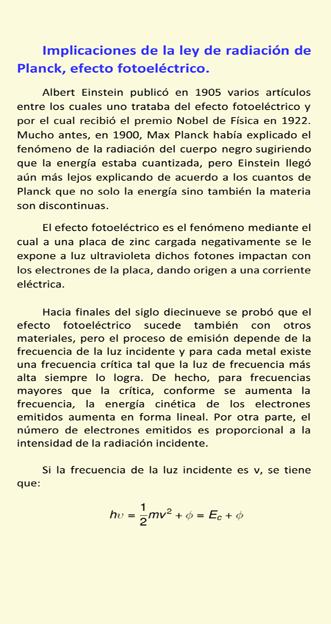 Implicaciones de la ley de radiación de
Planck, efecto fotoeléctrico.
Albert Einstein publicó en 1905 varios artículos
entre los cuales uno trataba del efecto fotoeléctrico y
por el cual recibió el premio Nobel de Física en 1922.
Mucho antes, en 1900, Max Planck había explicado el
fenómeno de la radiación del cuerpo negro sugiriendo
que la energía estaba cuantizada, pero Einstein llegó
aún más lejos explicando de acuerdo a los cuantos de
Planck que no solo la energía sino también la materia
son discontinuas.
El efecto fotoeléctrico es el fenómeno mediante el
cual a una placa de zinc cargada negativamente se le
expone a luz ultravioleta dichos fotones impactan con
los electrones de la placa, dando origen a una corriente
eléctrica.
Hacia finales del siglo diecinueve se probó que el
efecto fotoeléctrico sucede también con otros
materiales, pero el proceso de emisión depende de la
frecuencia de la luz incidente y para cada metal existe
una frecuencia crítica tal que la luz de frecuencia más
alta siempre lo logra. De hecho, para frecuencias
mayores que la crítica, conforme se aumenta la
frecuencia, la energía cinética de los electrones
emitidos aumenta en forma lineal. Por otra parte, el
número de electrones emitidos es proporcional a la
intensidad de la radiación incidente.
Si la frecuencia de la luz incidente es ν, se tiene
que:
hυ = 1/2 mv² + ϕ = E_c + ϕ